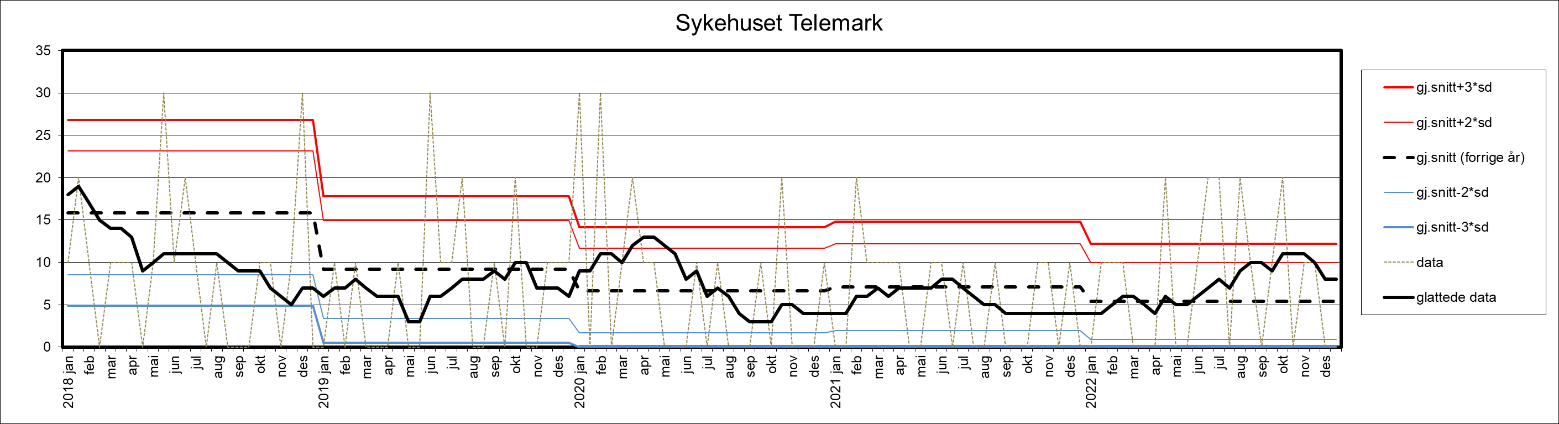 Sykehuset Telemark
35
30
25
20
15
10
5
0
2018 jan
feb
mar
apr
mai
jun
jul
aug
sep
okt
nov
des
2019 jan
feb
mar
apr
mai
jun
jul
aug
sep
okt
nov
des
2020 jan
feb
mar
apr
mai
jun
jul
aug
sep
okt
nov
des
2021 jan
feb
mar
apr
mai
jun
jul
aug
sep
okt
nov
des
2022 jan
feb
mar
apr
mai
jun
jul
aug
sep
okt
nov
des
gj.snitt+3*sd
gj.snitt+2*sd
gj.snitt (forrige år)
gj.snitt-2*sd
gj.snitt-3*sd
data
glattede data